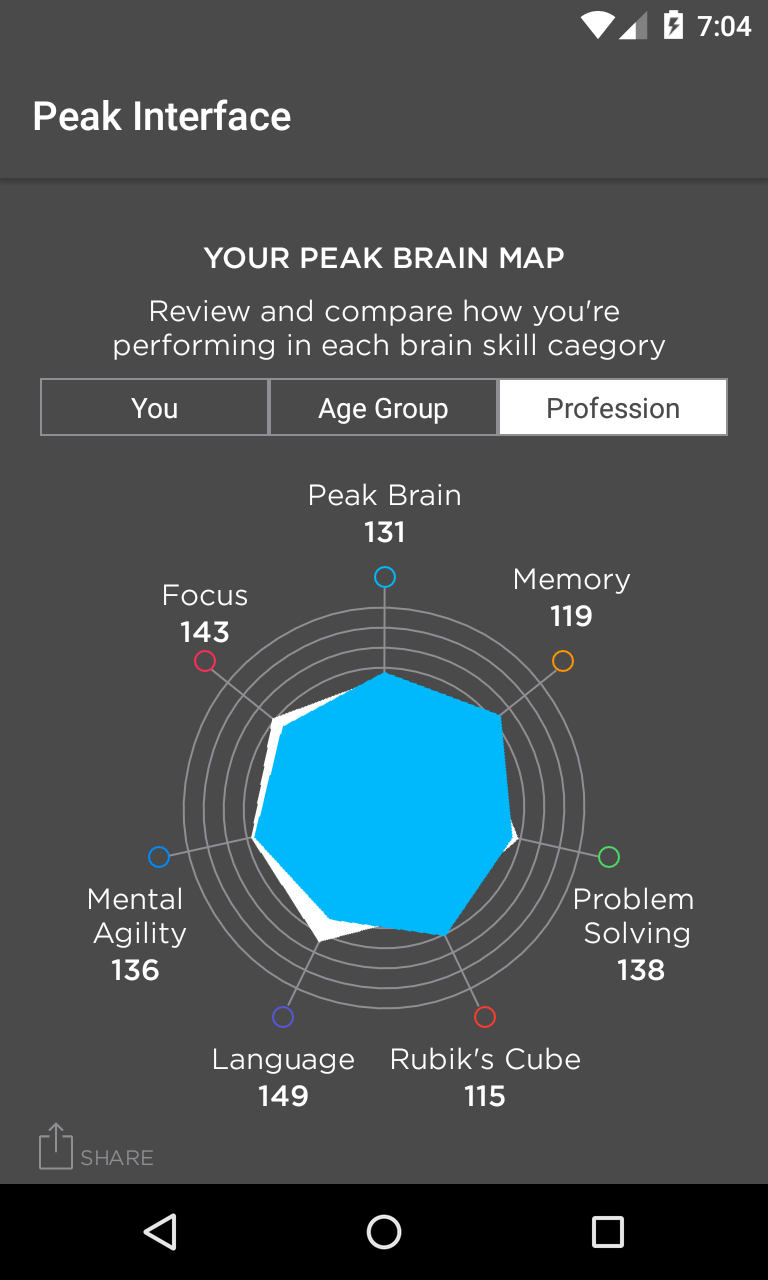 7:04
Peak Interface
YOUR PEAK BRAIN MAP
Review and compare how you're
performing in each brain skill caegory
You
Age Group
Profession
Peak Brain
131
Memory
119
Focus
143
Mental
Agility
136
Problem
Solving
138
Language
149
Rubik's Cube
115
SHARE